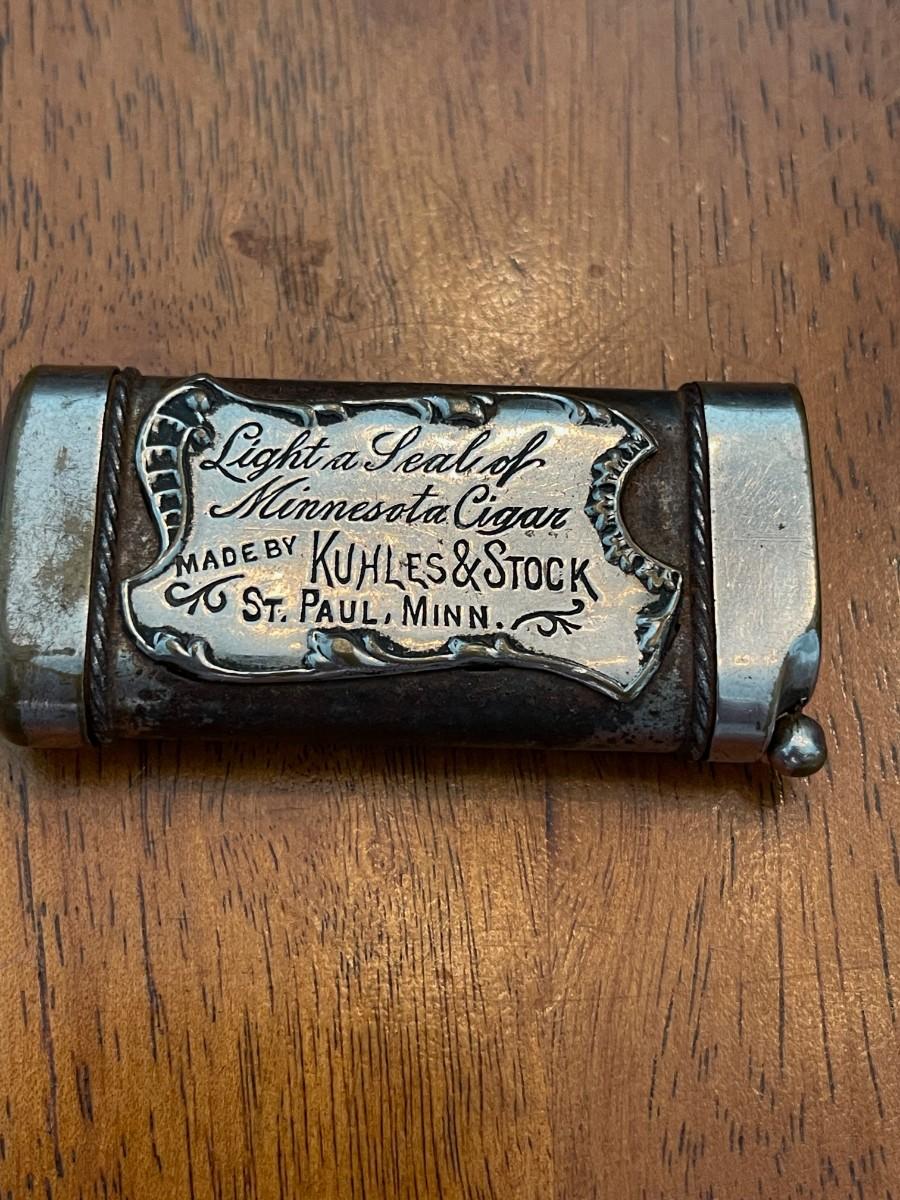 Light a Seal of
Minnesota Cigar
MADE BY KUHLES & STOCK
ST. PAUL, MINN.